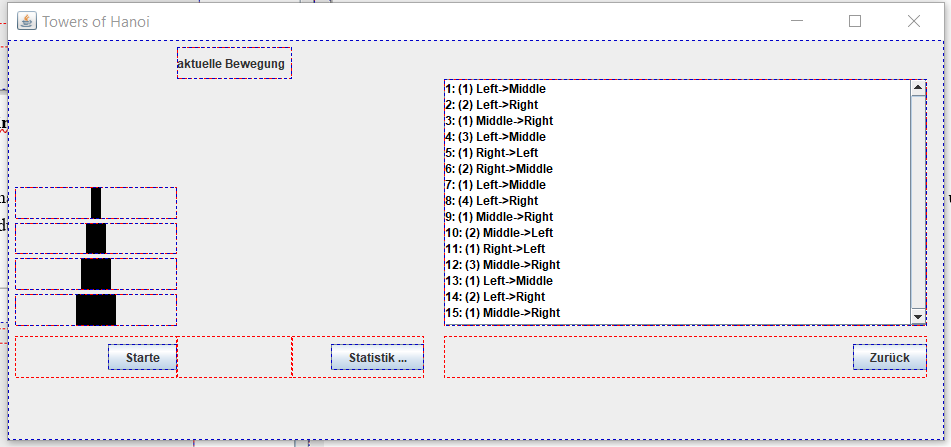 Towers of Hanoi
aktuelle Bewegung
1: (1) Left->Middle
2: (2) Left->Right
3: (1) Middle->Right
4: (3) Left->Middle
5: (1) Right->Left
6: (2) Right->Middle
7: (1) Left->Middle
8: (4) Left->Right
9: (1) Middle->Right
10: (2) Middle->Left
11: (1) Right->Left
12: (3) Middle->Right
13: (1) Left->Middle
14: (2) Left->Right
15: (1) Middle->Right
Starte
Statistik ...
Zurück